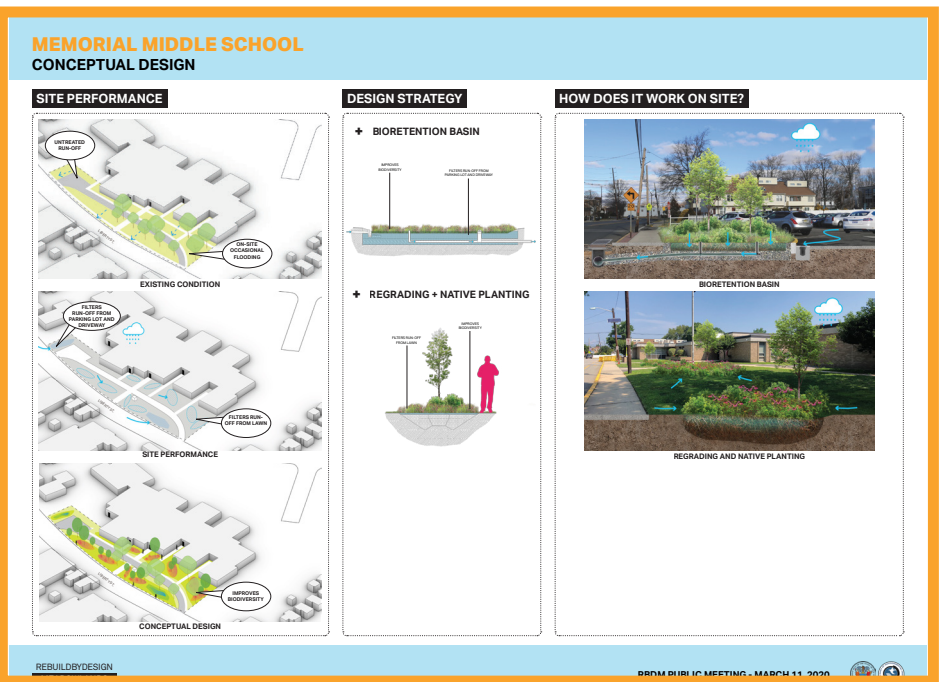 MEMORIAL MIDDLE SCHOOL
CONCEPTUAL DESIGN
SITE PERFORMANCE
UNTREATED
RUN-OFF
ON-SITE
OCCASIONAL
FLOODING
EXISTING CONDITION
FILTERS
RUN-OFF FROM
PARKING LOT AND
DRIVEWAY
FILTERS RUN-
OFF FROM LAWN
SITE PERFORMANCE
IMPROVES
BIODIVERSITY
CONCEPTUAL DESIGN
DESIGN STRATEGY
+ BIORETENTION BASIN
IMPROVES
BIODIVERSITY
FILTERS RUN-OFF FROM
PARKING LOT AND DRIVEWAY
+ REGRADING + NATIVE PLANTING
FILTERS RUN-OFF
FROM LAWN
IMPROVES
BIODIVERSITY
HOW DOES IT WORK ON SITE?
BIORETENTION BASIN
REGRADING AND NATIVE PLANTING
REBUILDBYDESIGN
RBDM PUBLIC MEETING - MARCH 11, 2020